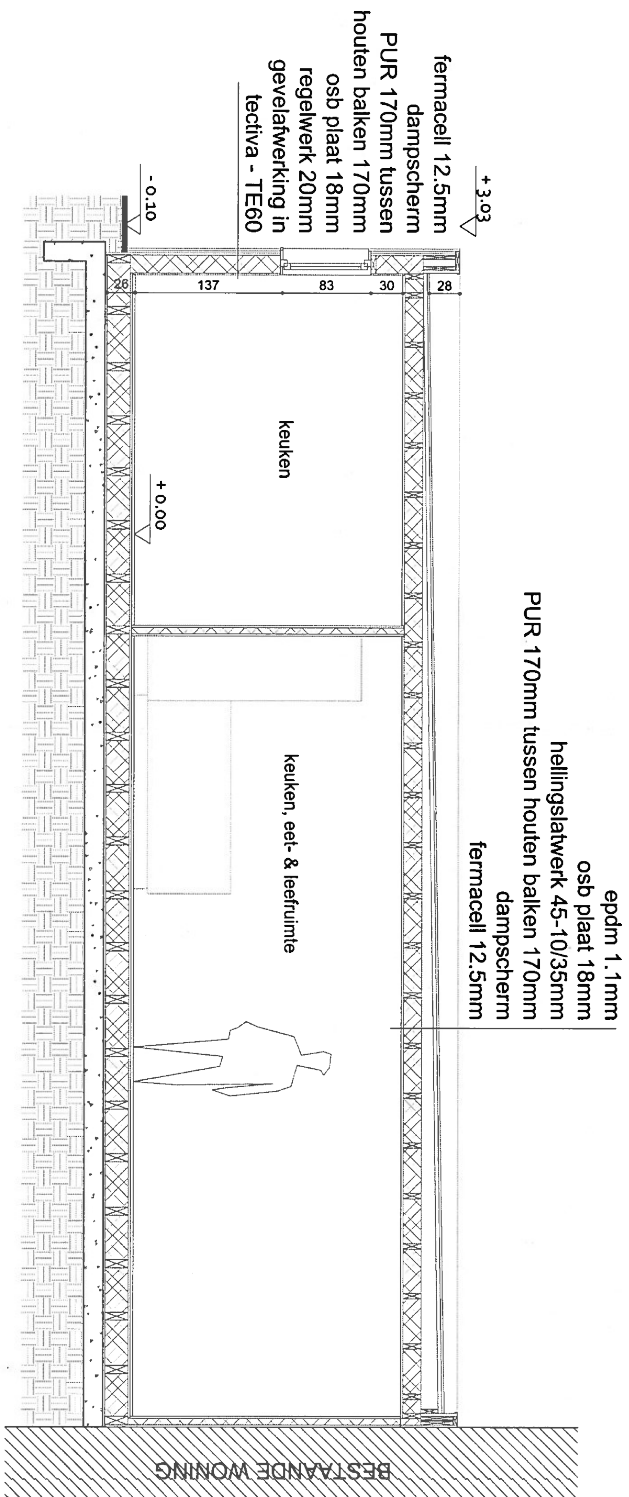 epdm 1.1mm
osb plaat 18mm
hellingslatwerk 45-10/35mm
PUR 170mm tussen houten balken 170mm
dampscherm
fermacell 12.5mm
+ 3.03
fermacell 12.5mm
dampscherm
PUR 170mm tussen
houten balken 170mm
osb plaat 18mm
regelwerk 20mm
gevelafwerking in
tectiva - TE60
- 0.10
28
30
83
137
26
keuken
+ 0.00
keuken, eet- & leefruimte
BESTAANDE WONING